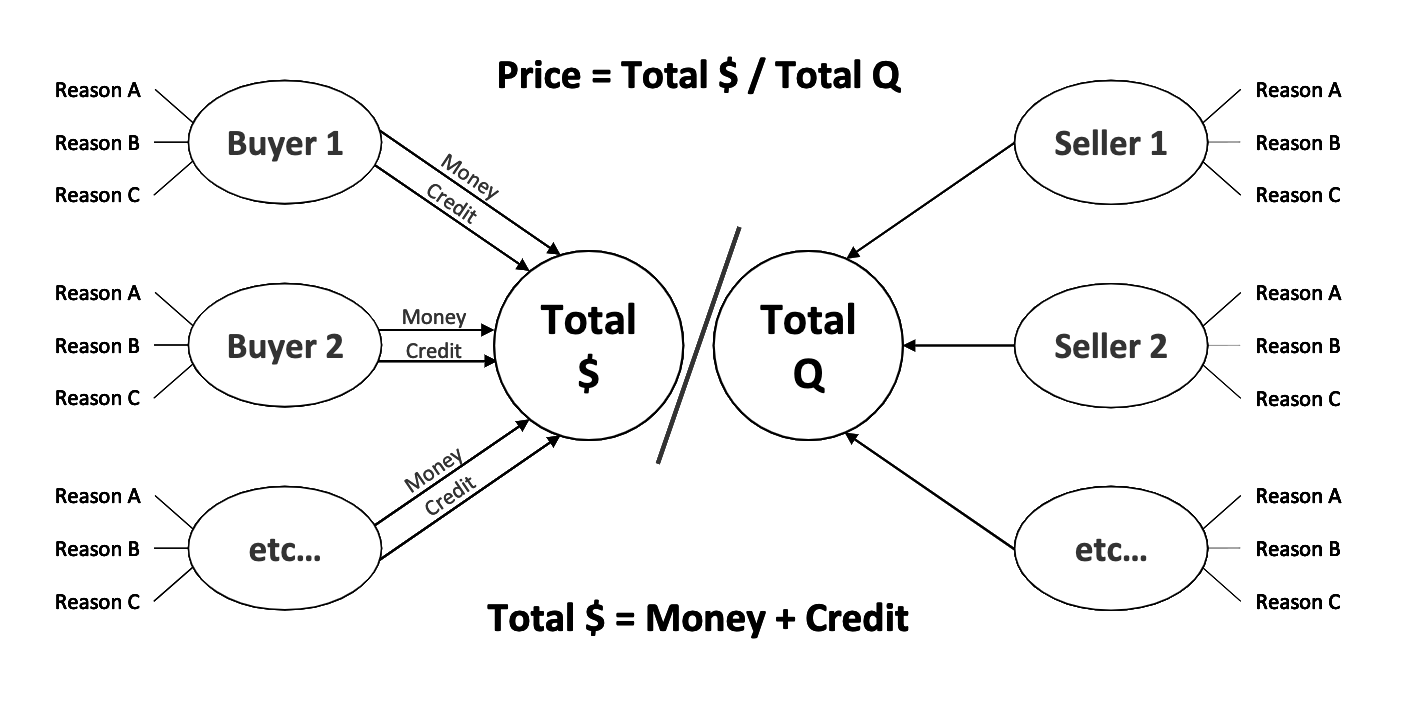 Price = Total $ / Total Q
Reason A
Reason B
Reason C
Buyer 1
Money
Credit
Reason A
Reason B
Reason C
Buyer 2
Money
Credit
Reason A
Reason B
Reason C
etc...
Money
Credit
Total
$
/
Total
Q
Seller 1
Reason A
Reason B
Reason C
Seller 2
Reason A
Reason B
Reason C
etc...
Reason A
Reason B
Reason C
Total $ = Money + Credit